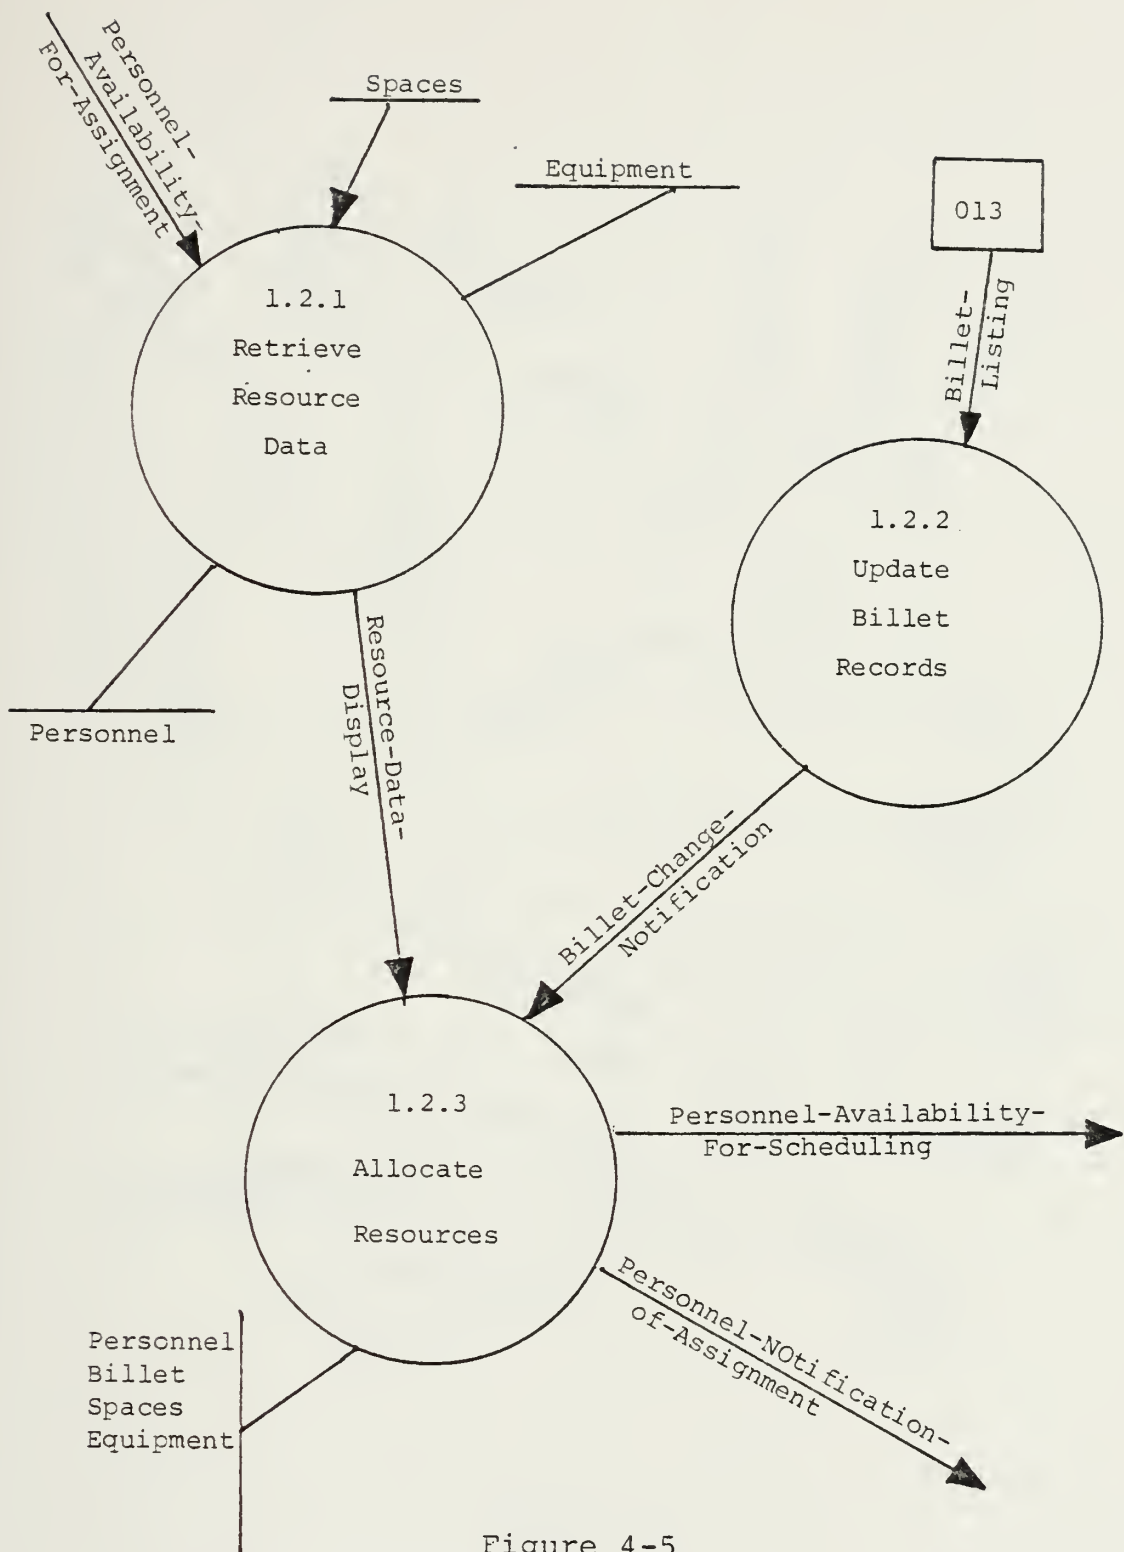 Personnel-
Availability-
For-Assignment
Spaces
Equipment
013
Billet-
Listing
1.2.1
Retrieve
Resource
Data
1.2.2
Update
Billet
Records
Personnel
Resource-Data-
Display
Billet-Change-
Notification
1.2.3
Allocate
Resources
Personnel-Availability-
For-Scheduling
Personnel-NOtification-
of-Assignment
Personnel
Billet
Spaces
Equipment
Figure 4-5